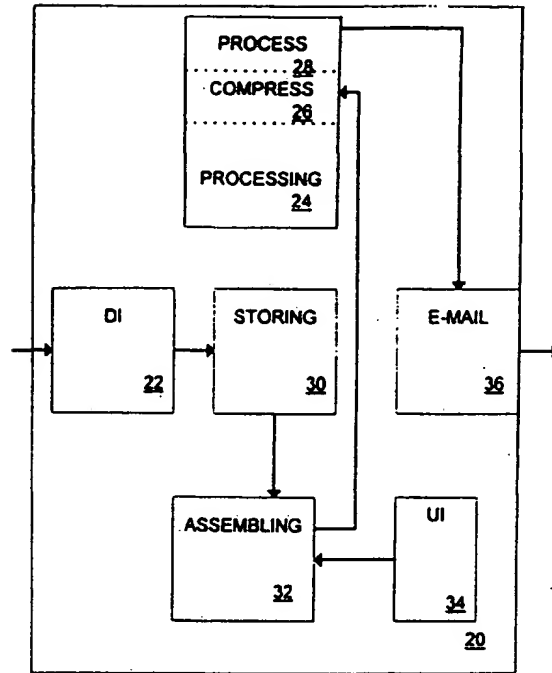 PROCESS
28
COMPRESS
26
PROCESSING
24
DI
22
STORING
30
E-MAIL
36
ASSEMBLING
32
UI
34
20